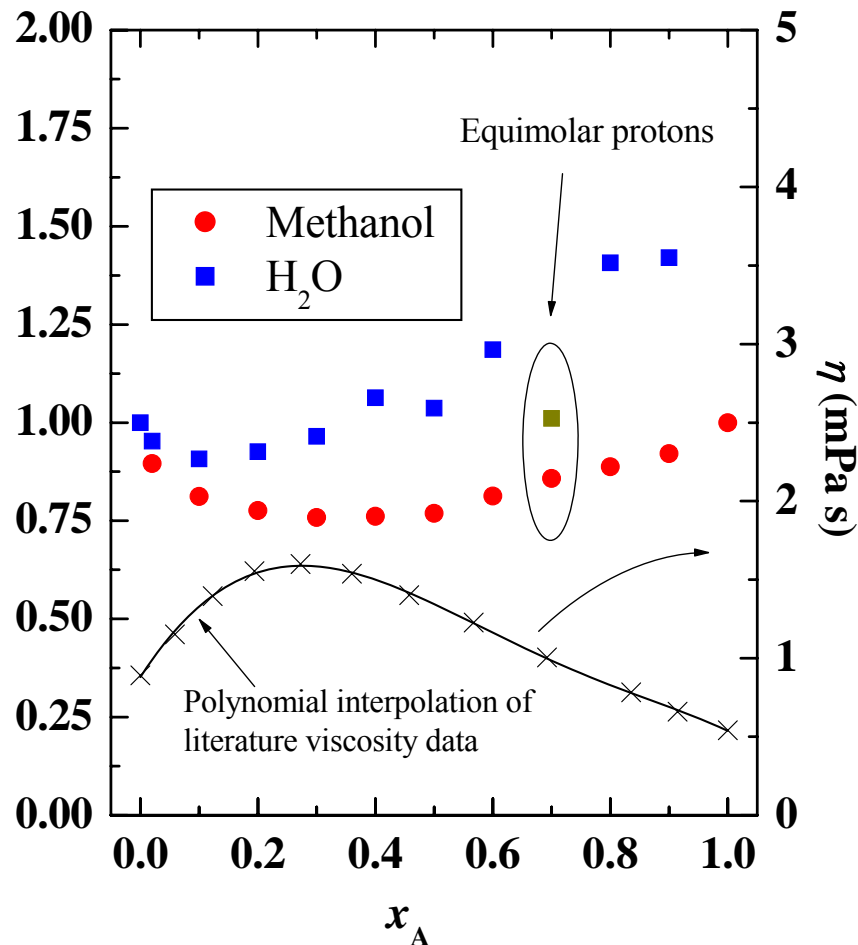 2.00
1.75
1.50
1.25
1.00
0.75
0.50
0.25
0.00
Equimolar protons
Methanol
H₂O
Polynomial interpolation of
literature viscosity data
5
4
3
2
1
0
η (mPa s)
0.0 0.2 0.4 0.6 0.8 1.0
x_A